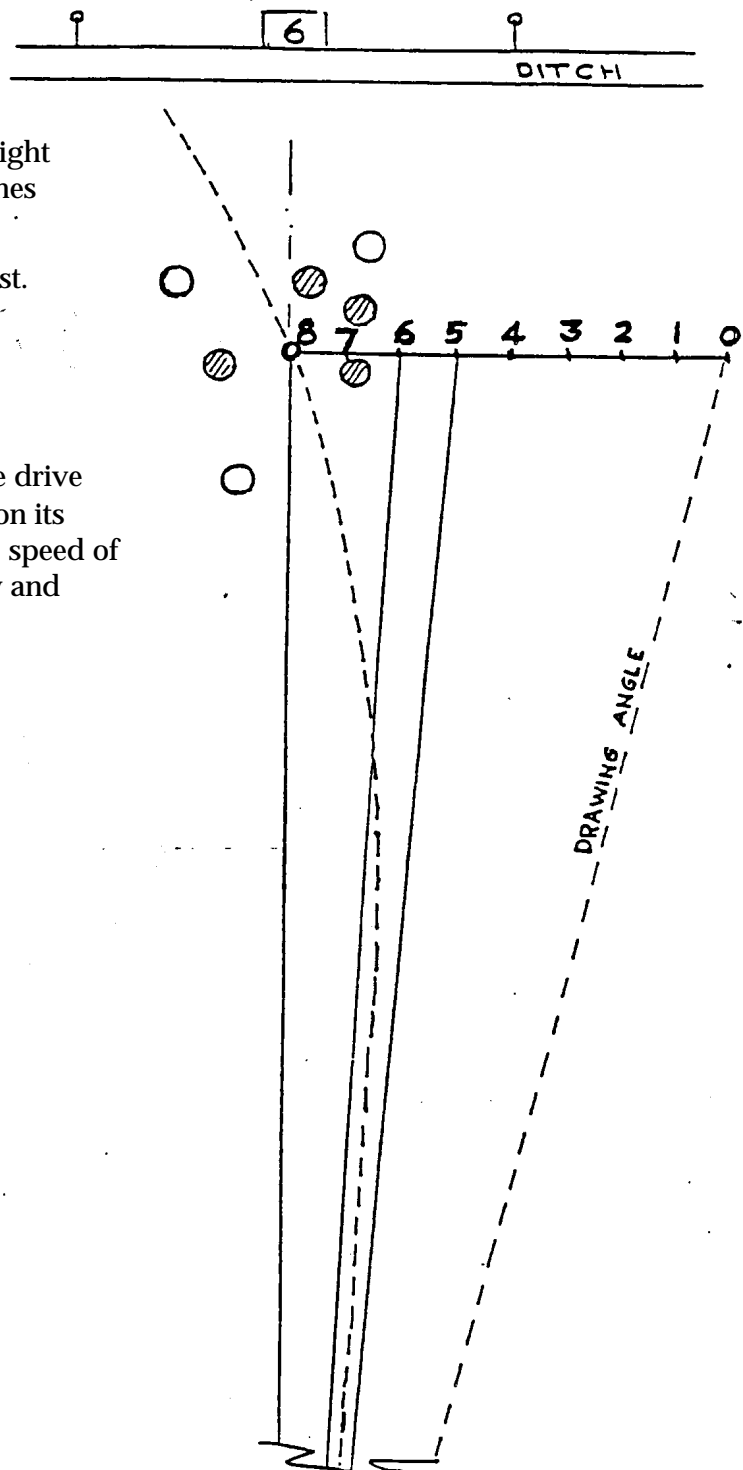 6
DITCH
ight
nes
st.
8 7 6 5 4 3 2 1 0
e drive
on its
speed of
y and
DRAWING ANGLE